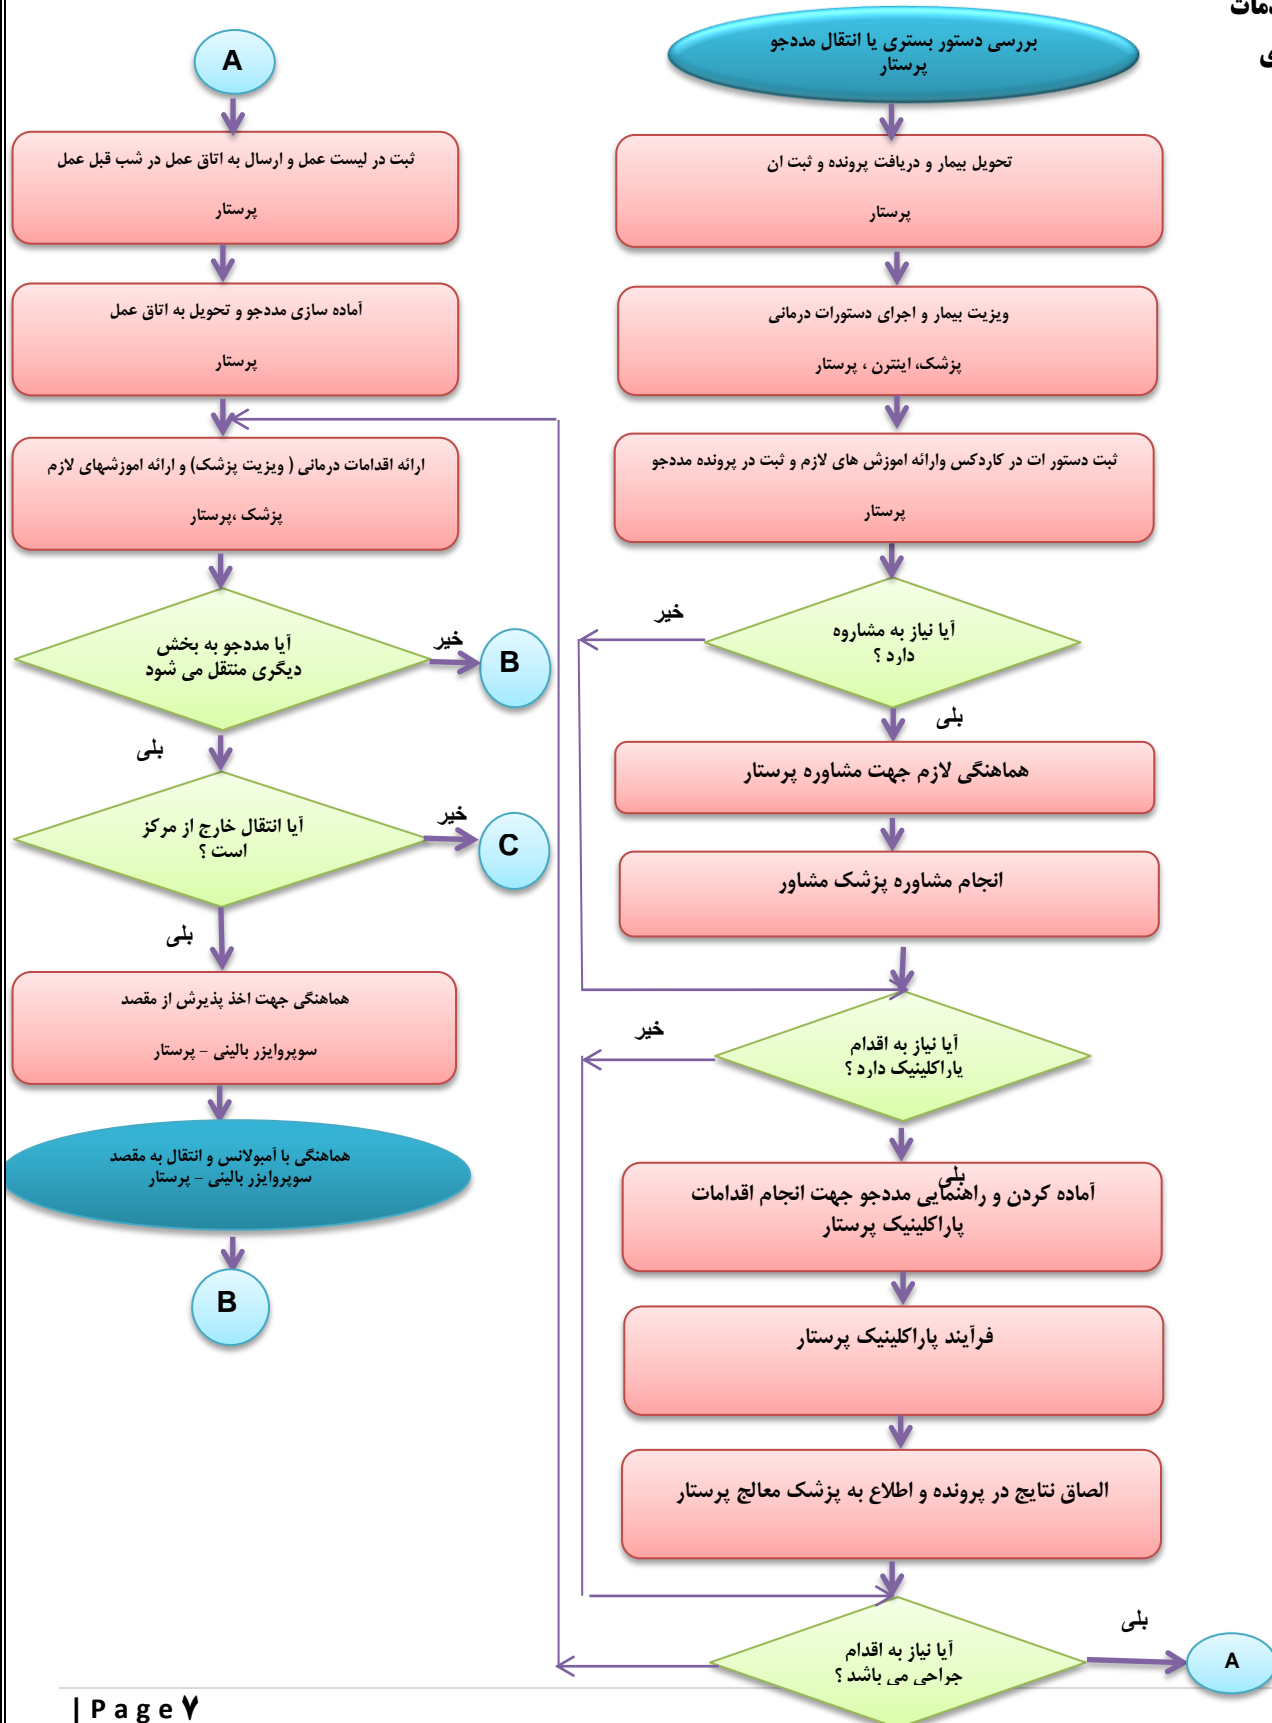 دمات
ی
بررسی دستور بستری یا انتقال مددجو
پرستار
تحویل بیمار و دریافت پرونده و ثبت ان
پرستار
ویزیت بیمار و اجرای دستورات درمانی
پزشک، اینترن ، پرستار
ثبت دستور ات در کاردکس وارائه اموزش های لازم و ثبت در پرونده مددجو
پرستار
آیا نیاز به مشاروه
دارد ؟
خیر
بلی
هماهنگی لازم جهت مشاوره پرستار
انجام مشاوره پزشک مشاور
آیا نیاز به اقدام
پاراکلینیک دارد ؟
خیر
بلی
آماده کردن و راهنمایی مددجو جهت انجام اقدامات
پاراکلینیک پرستار
فرآیند پاراکلینیک پرستار
الصاق نتایج در پرونده و اطلاع به پزشک معالج پرستار
آیا نیاز به اقدام
جراحی می باشد ؟
بلی
A
A
ثبت در لیست عمل و ارسال به اتاق عمل در شب قبل عمل
پرستار
آماده سازی مددجو و تحویل به اتاق عمل
پرستار
ارائه اقدامات درمانی ( ویزیت پزشک) و ارائه اموزشهای لازم
پزشک ،پرستار
آیا مددجو به بخش
دیگری منتقل می شود
خیر
B
بلی
آیا انتقال خارج از مرکز
است ؟
خیر
C
بلی
هماهنگی جهت اخذ پذیرش از مقصد
سوپروایزر بالینی – پرستار
هماهنگی با آمبولانس و انتقال به مقصد
سوپروایزر بالینی – پرستار
B
| P a g e ۷